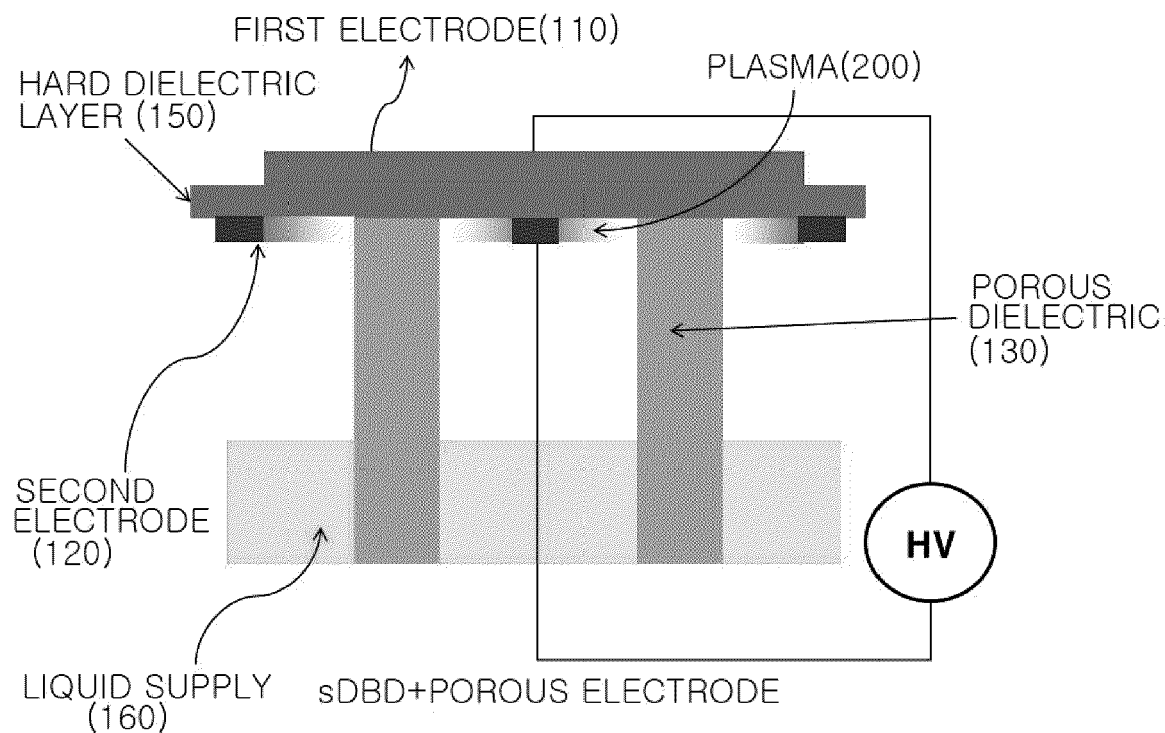 FIRST ELECTRODE(110)
HARD DIELECTRIC
LAYER (150)
PLASMA(200)
POROUS
DIELECTRIC
(130)
SECOND
ELECTRODE
(120)
HV
LIQUID SUPPLY
(160)
sDBD+POROUS ELECTRODE